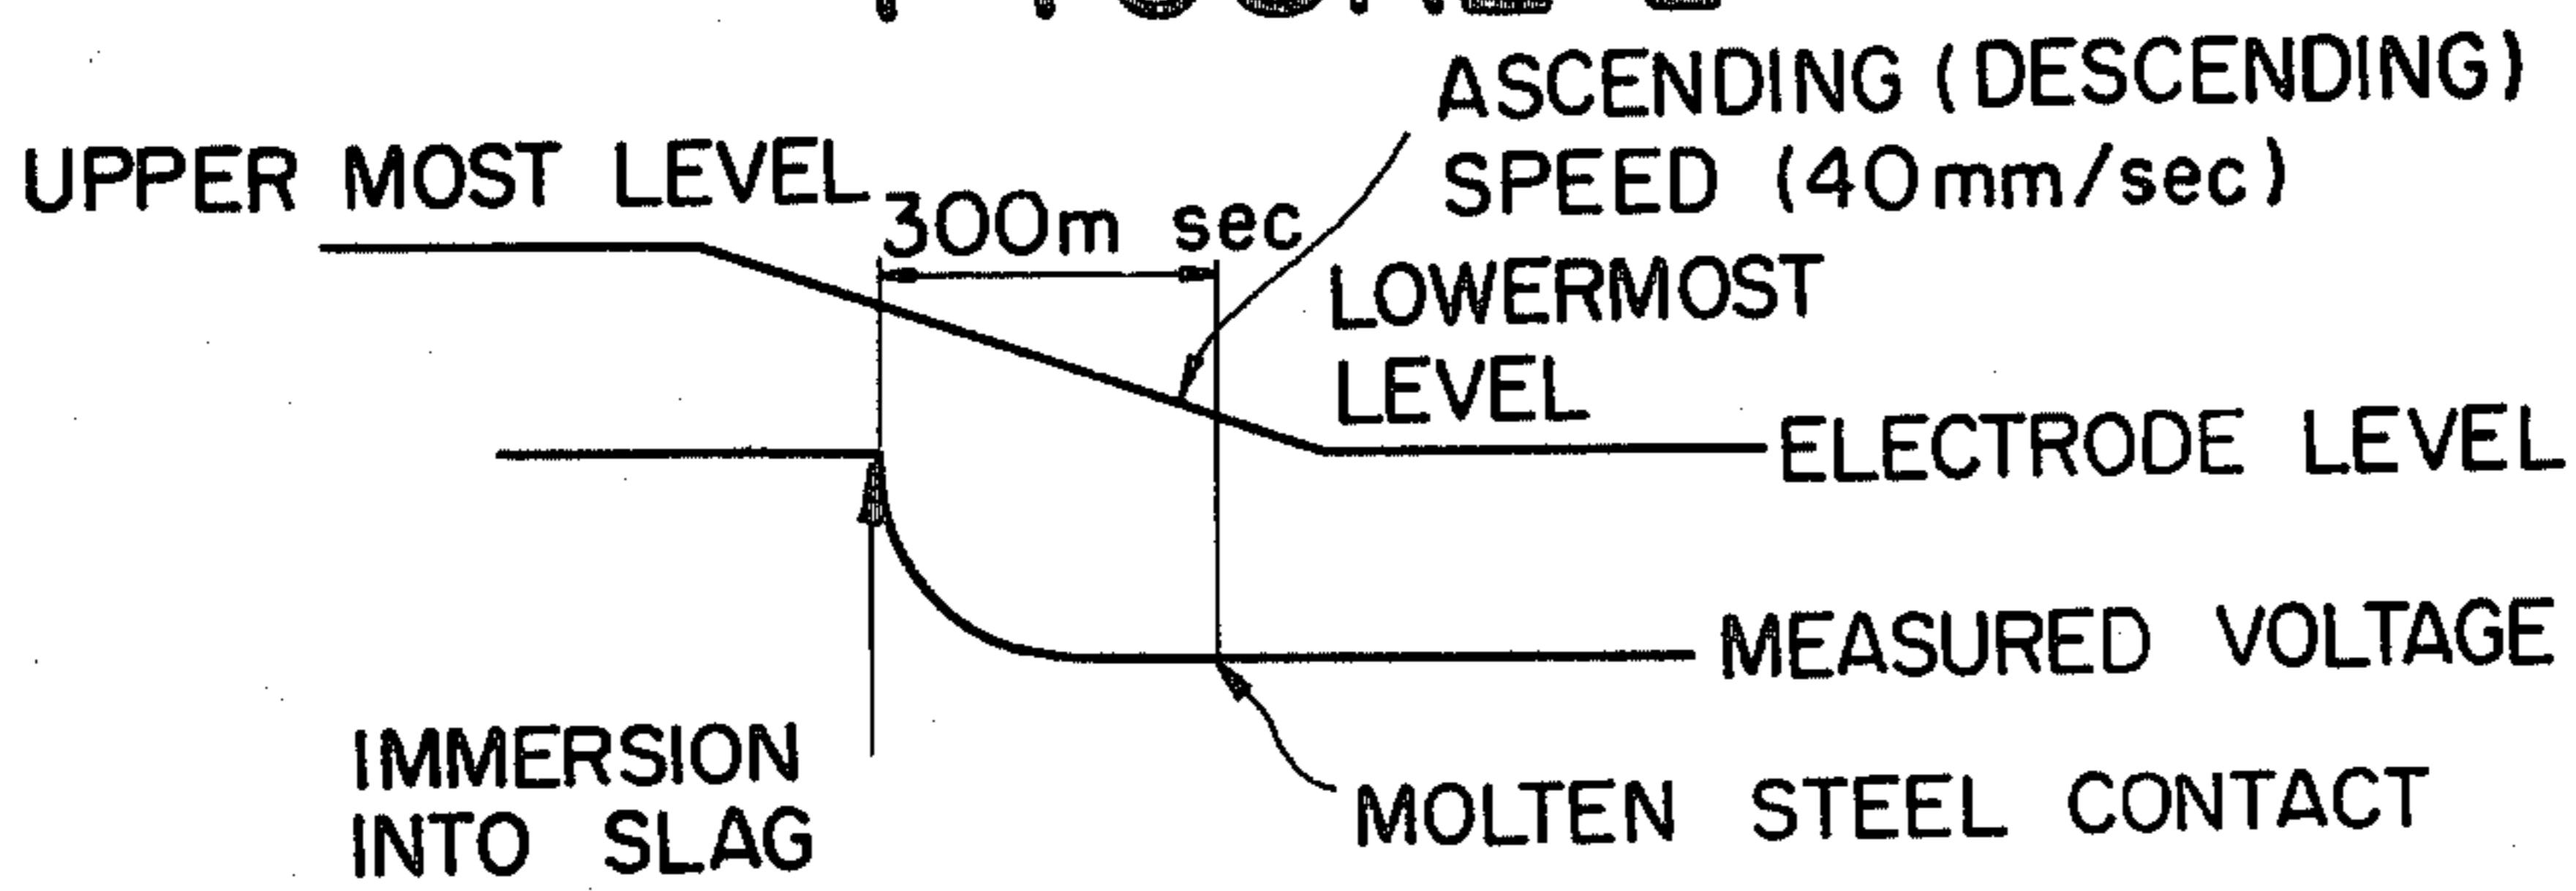 UPPER MOST LEVEL
300m sec
ASCENDING (DESCENDING)
SPEED (40mm/sec)
LOWERMOST
LEVEL
ELECTRODE LEVEL
MEASURED VOLTAGE
IMMERSION
INTO SLAG
MOLTEN STEEL CONTACT